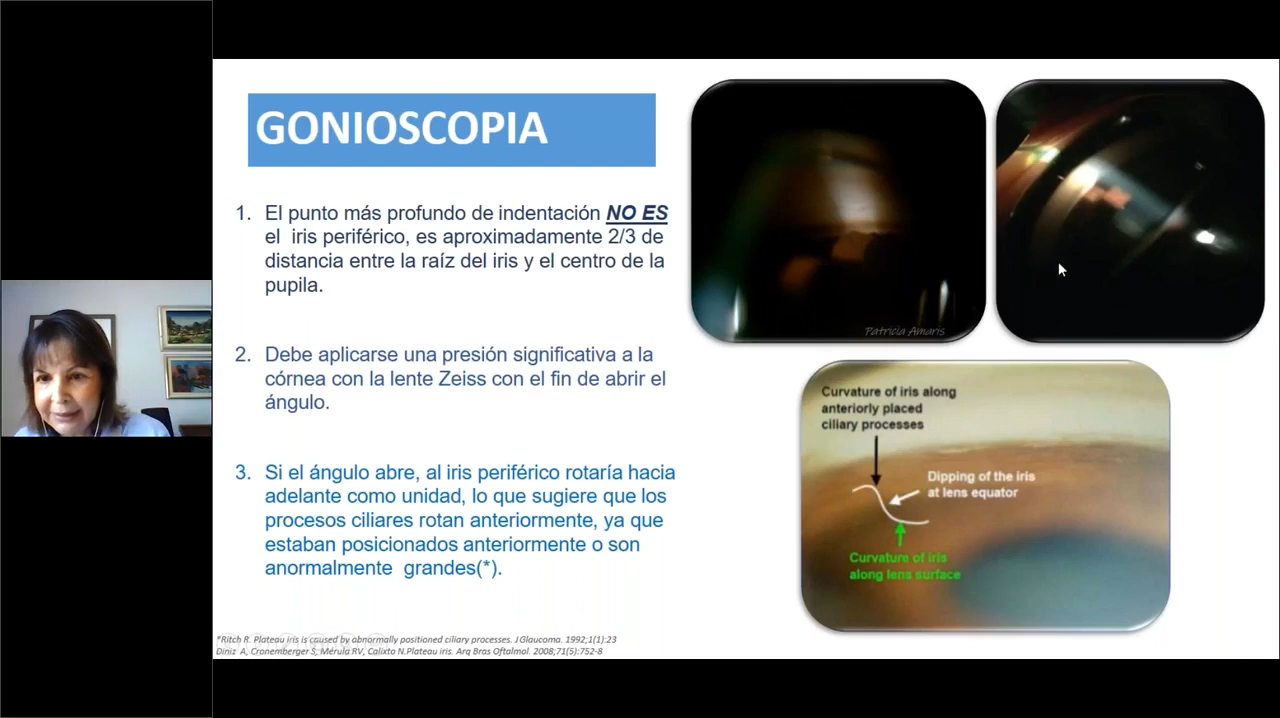 GONIOSCOPIA
1. El punto más profundo de indentación NO ES
el iris periférico, es aproximadamente 2/3 de
distancia entre la raíz del iris y el centro de la
pupila.
2. Debe aplicarse una presión significativa a la
córnea con la lente Zeiss con el fin de abrir el
ángulo.
3. Si el ángulo abre, al iris periférico rotaría hacia
adelante como unidad, lo que sugiere que los
procesos ciliares rotan anteriormente, ya que
estaban posicionados anteriormente o son
anormalmente grandes(*).
*Ritch R. Plateau iris is caused by abnormally positioned ciliary processes. J Glaucoma. 1992;1(1):23
Diniz A, Cronemberger S, Mérula RV, Calixto N.Plateau iris. Arq Bras Oftalmol. 2008;71(5):752-8
Patricia Amaris
Curvature of iris along
anteriorly placed
ciliary processes
Dipping of the iris
at lens equator
Curvature of iris
along lens surface